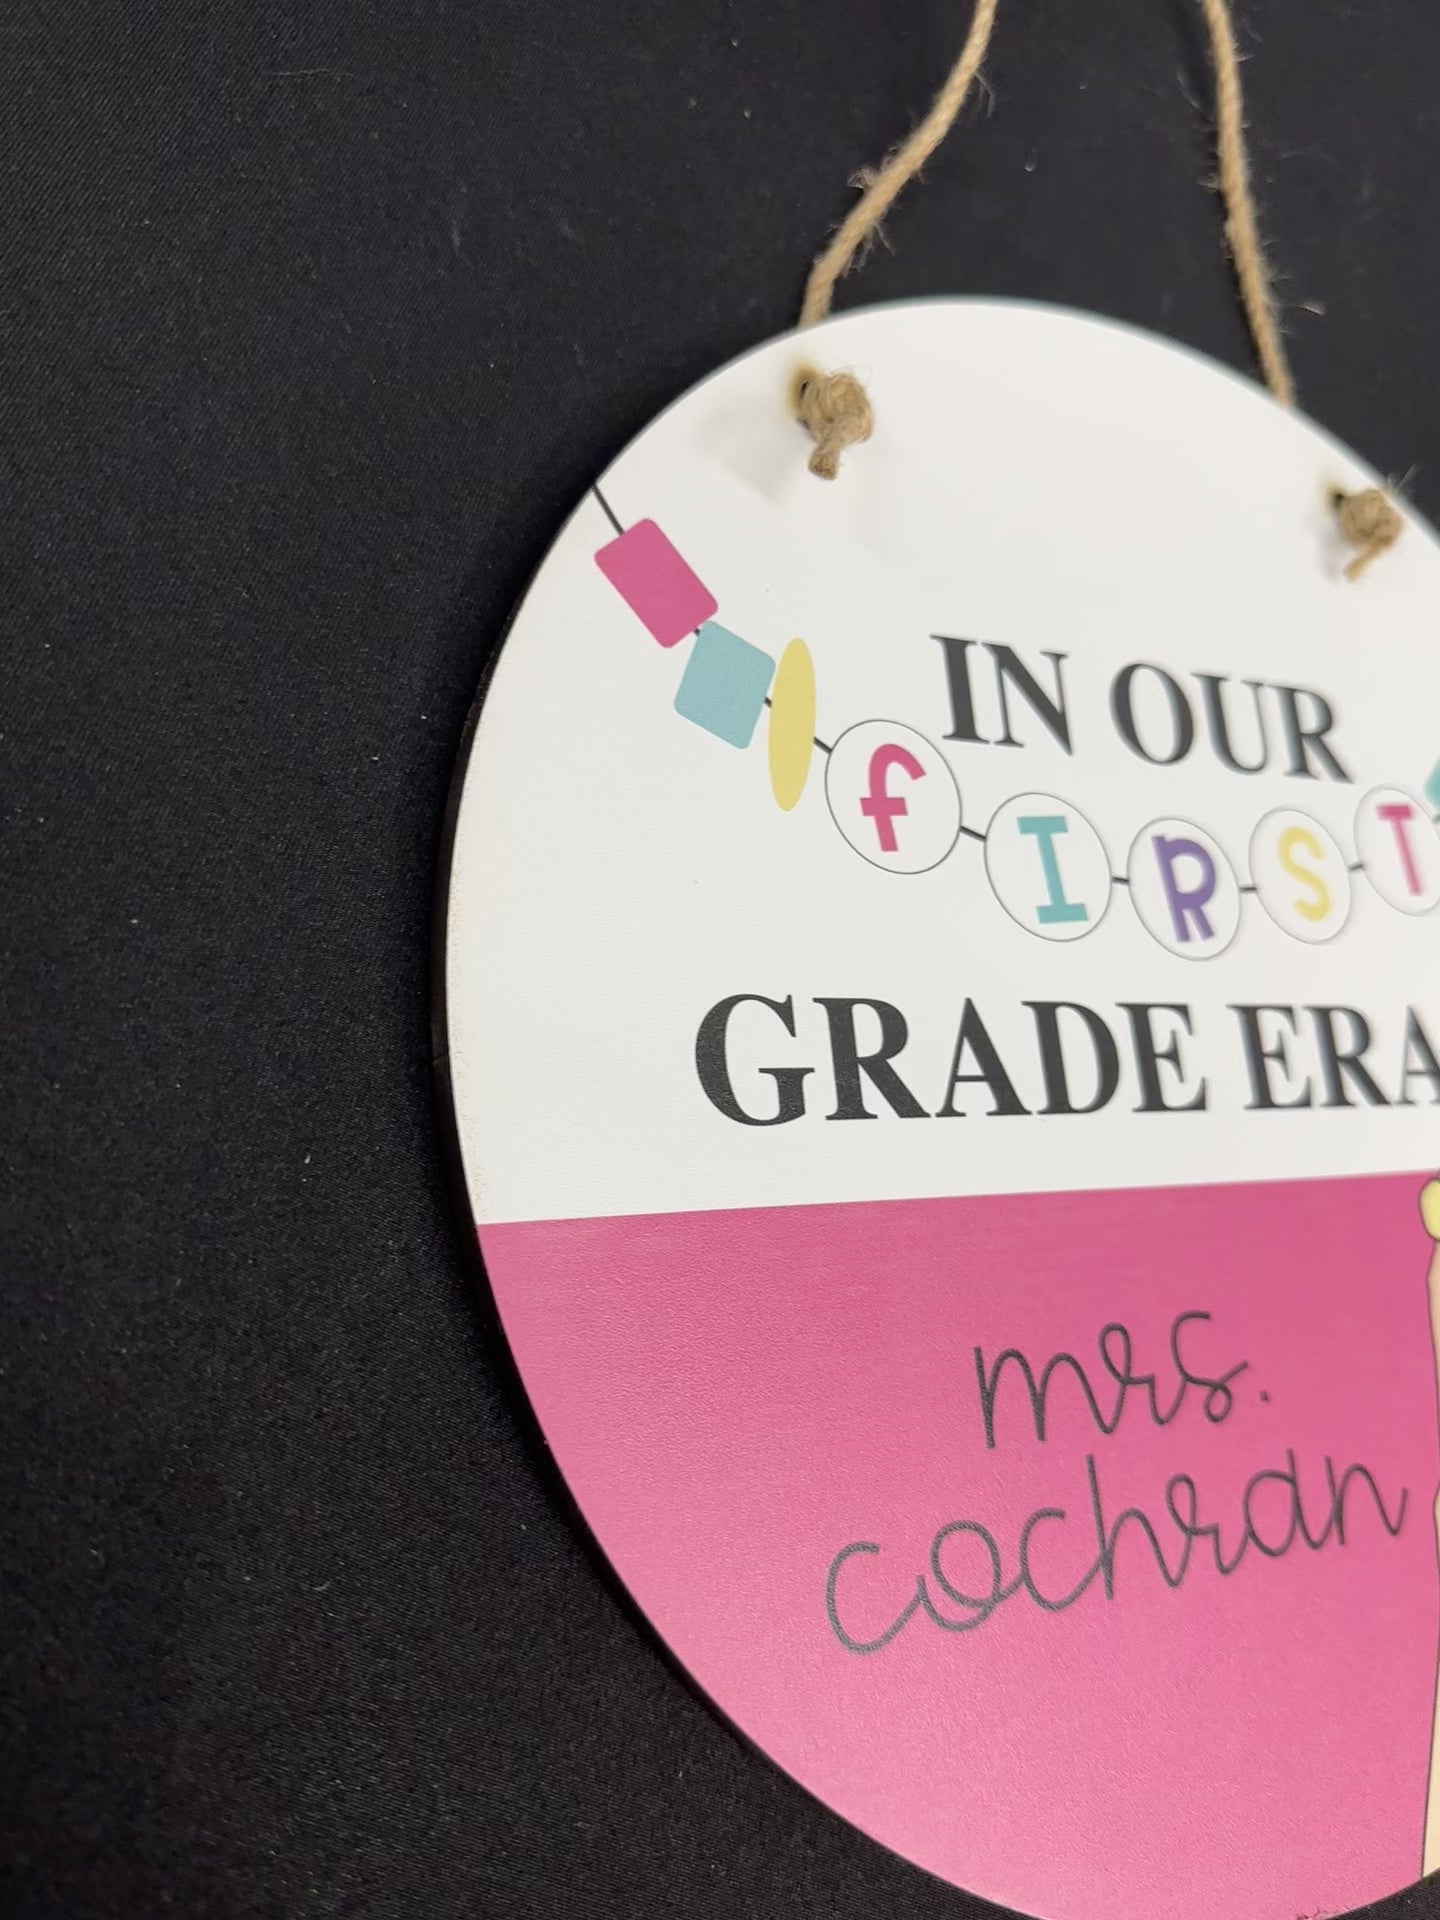 IN OUR
fIRST
GRADE ERA
mrs.
cochran